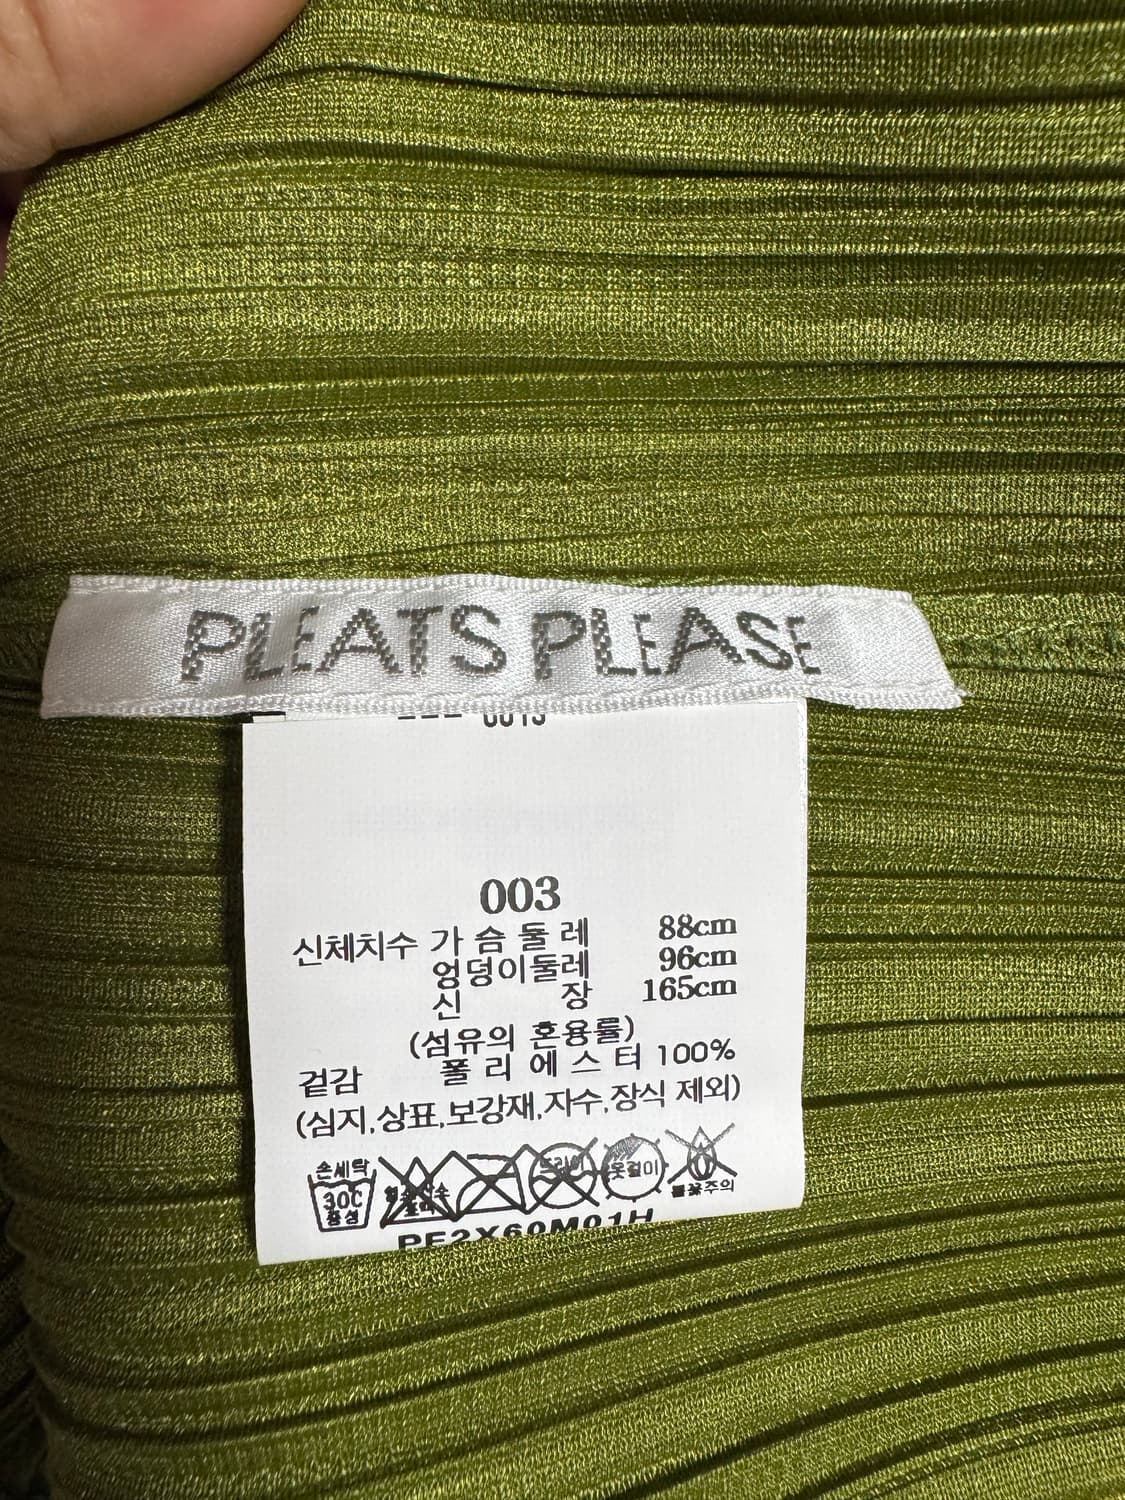 PLEATS PLEASE
003
신체치수 가슴둘레 88cm
엉덩이둘레 96cm
신장 165cm
(섬유의 혼용률)
겉감 폴리에스터 100%
(심지,상표,보강재,자수,장식 제외)
손세탁 30C 중성 드라이 옷걸이 불꽃주의